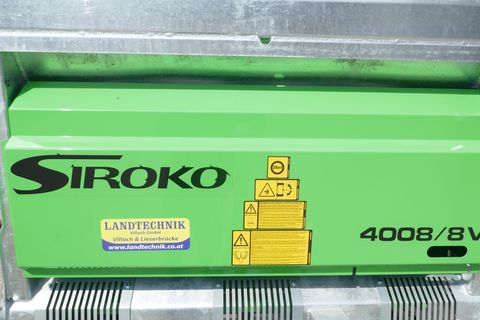 SIROKO
LANDTECHNIK
Villach GmbH
Villach & Lieserbrücke
www.landtechnik.co.at
4008/8V